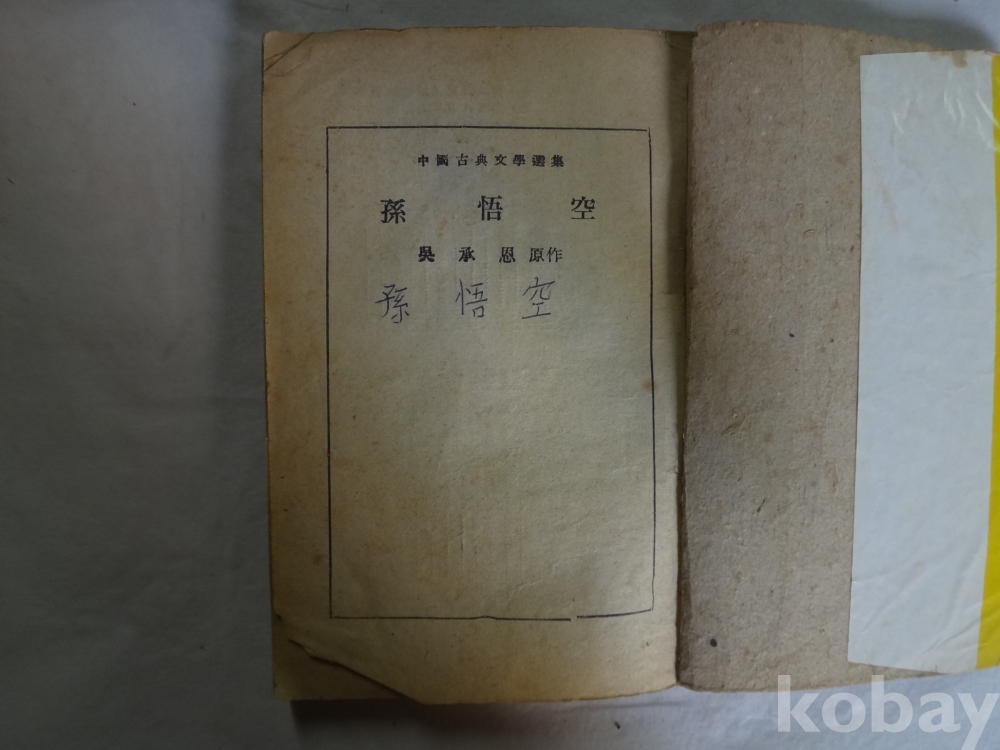 中國古典文學選集
孫悟空
吳承恩 原作
孫悟空
kobay